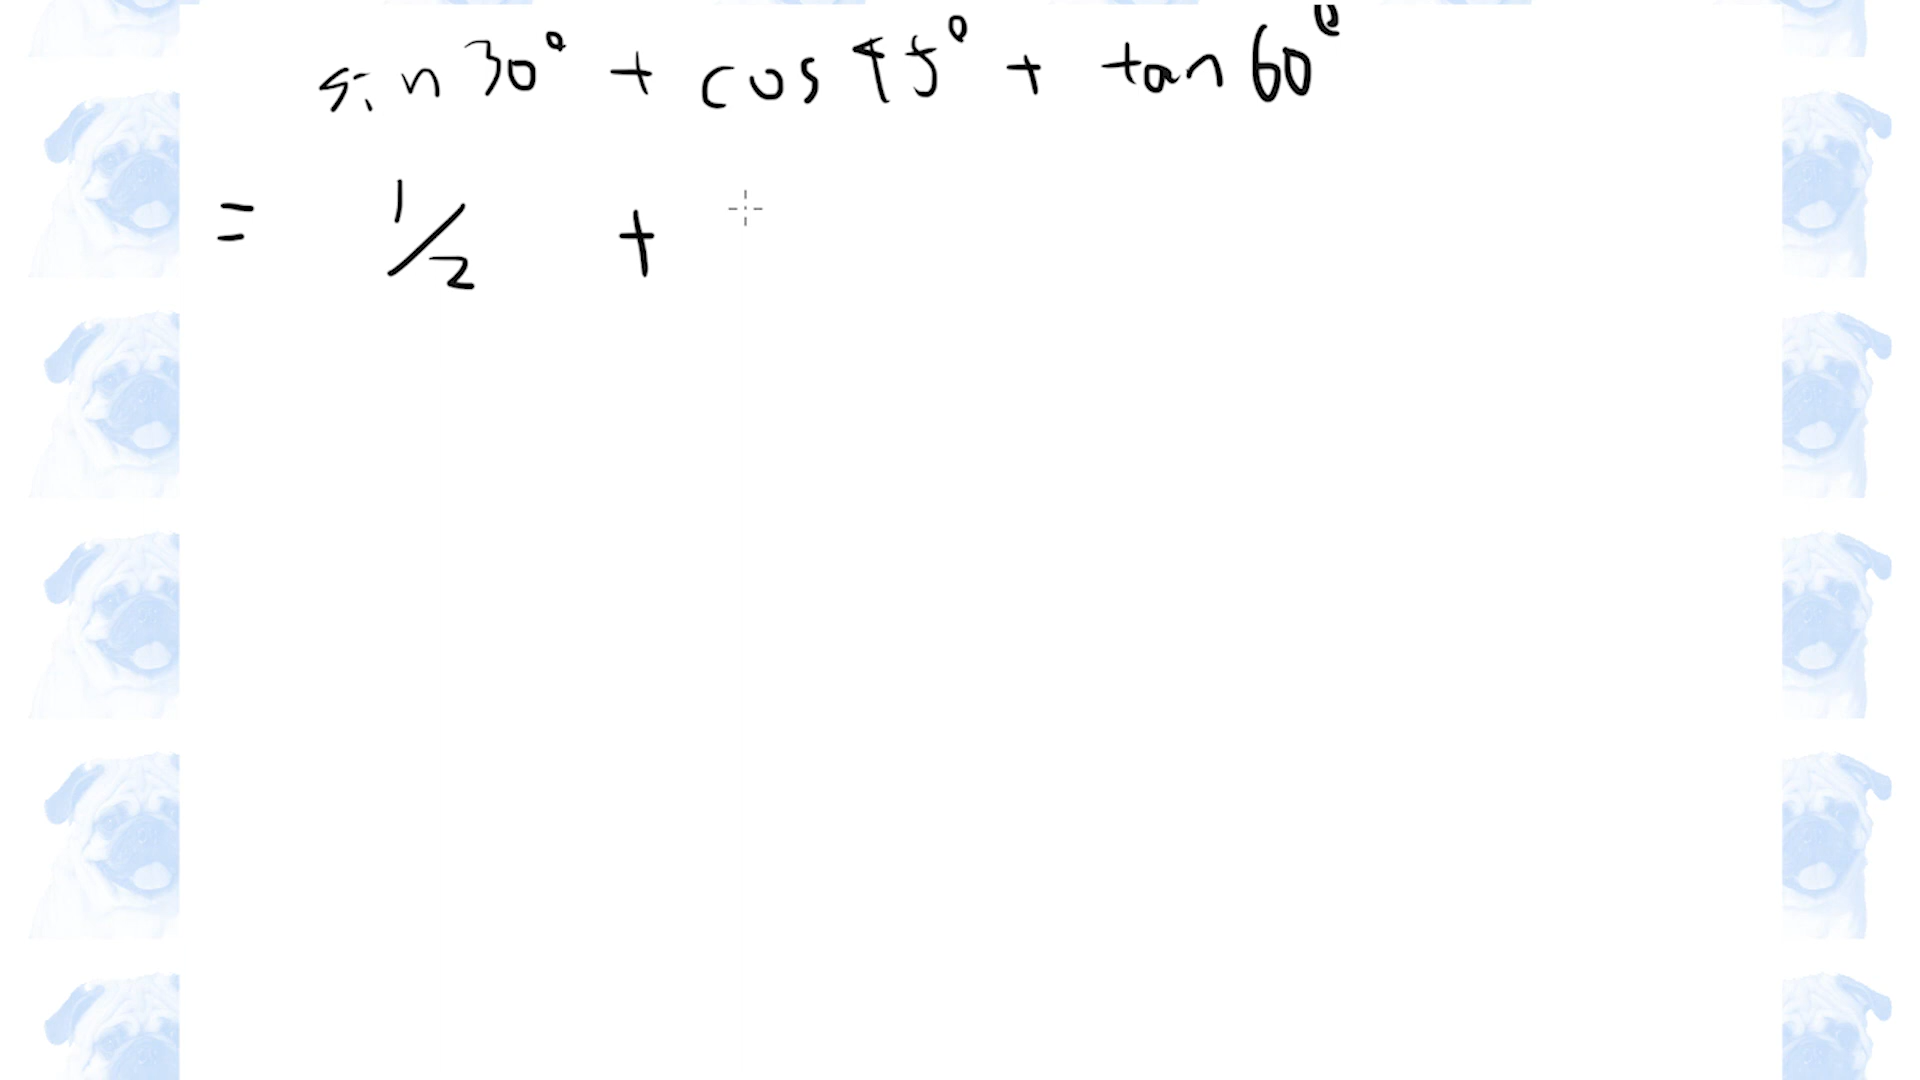 sin 30° + cos 45° + tan 60°
= 1/2 +